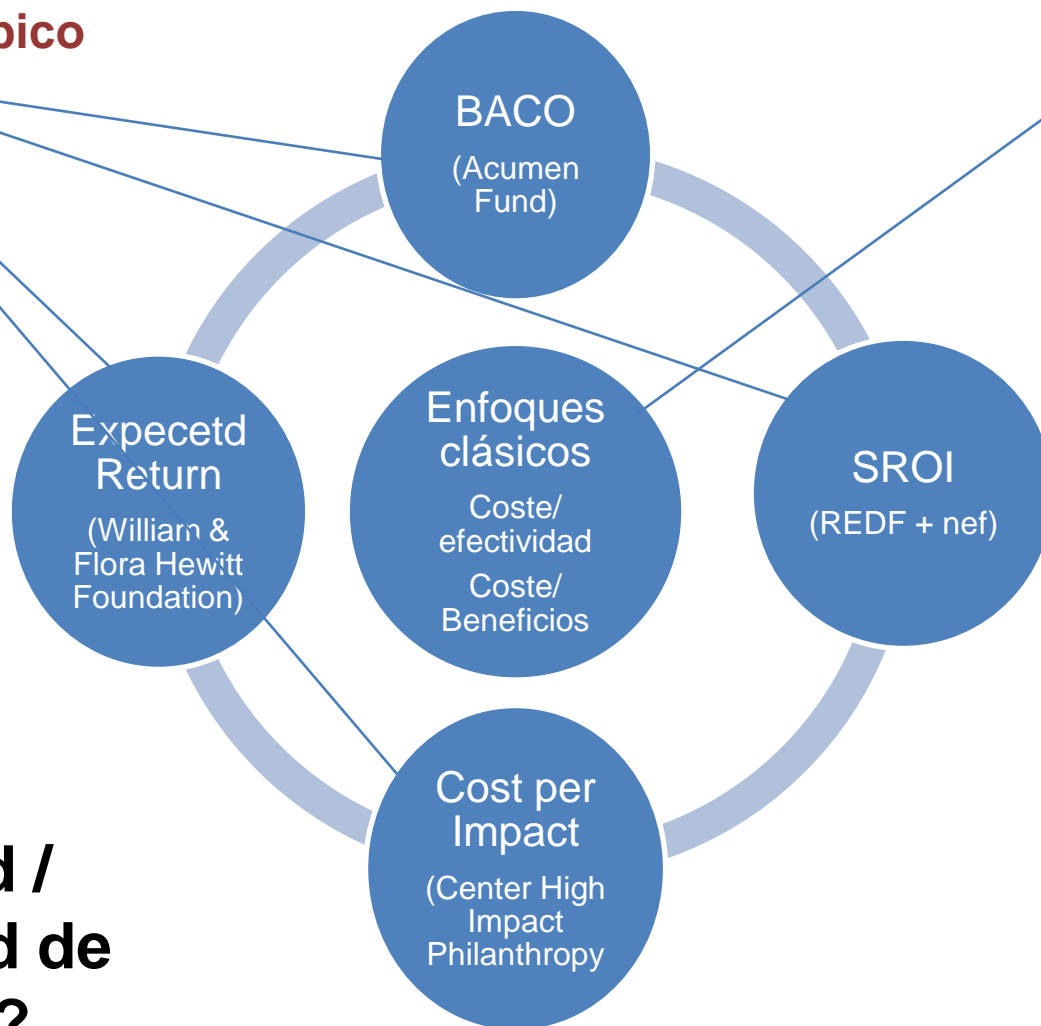 pico
BACO
(Acumen
Fund)
Expecetd
Return
(William &
Flora Hewitt
Foundation)
Enfoques
clásicos
Coste/
efectividad
Coste/
Beneficios
SROI
(REDF + nef)
Cost per
Impact
(Center High
Impact
Philanthropy
d /
d de
?